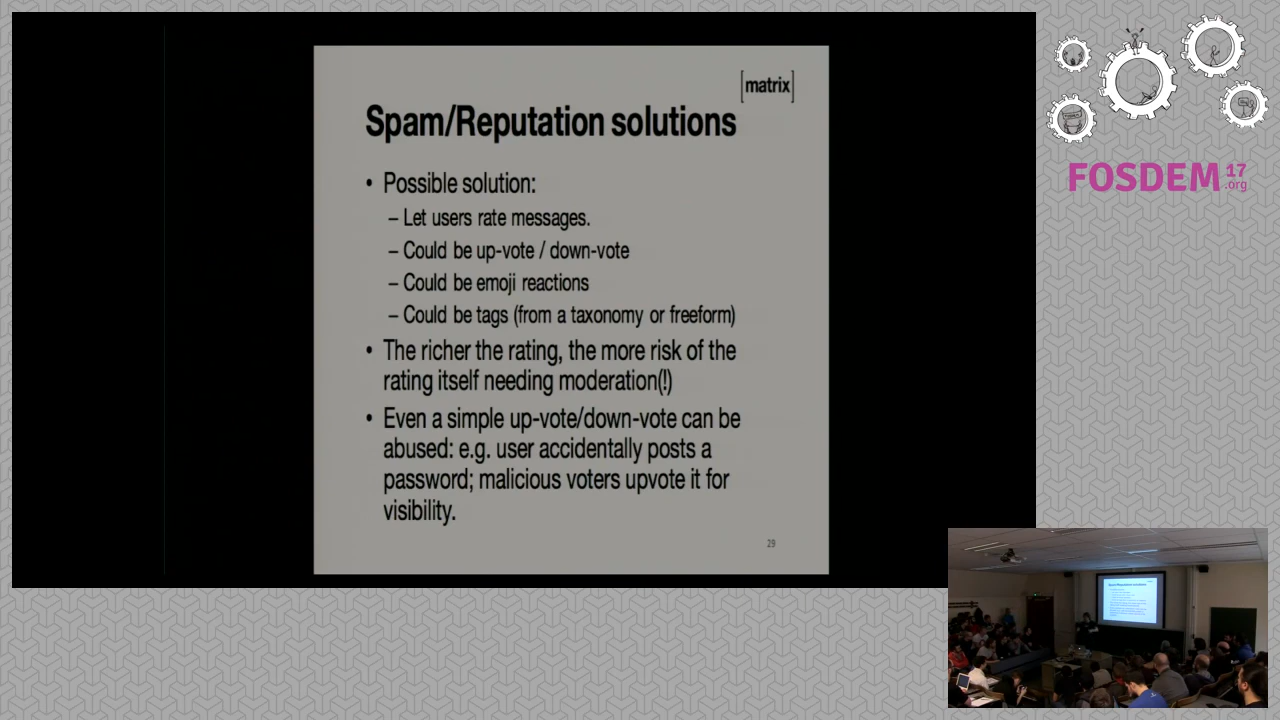 [matrix]
Spam/Reputation solutions
• Possible solution:
– Let users rate messages.
– Could be up-vote / down-vote
– Could be emoji reactions
– Could be tags (from a taxonomy or freeform)
• The richer the rating, the more risk of the
rating itself needing moderation(!)
• Even a simple up-vote/down-vote can be
abused: e.g. user accidentally posts a
password; malicious voters upvote it for
visibility.
29
FOSDEM 17
.org
Spam/Reputation solutions